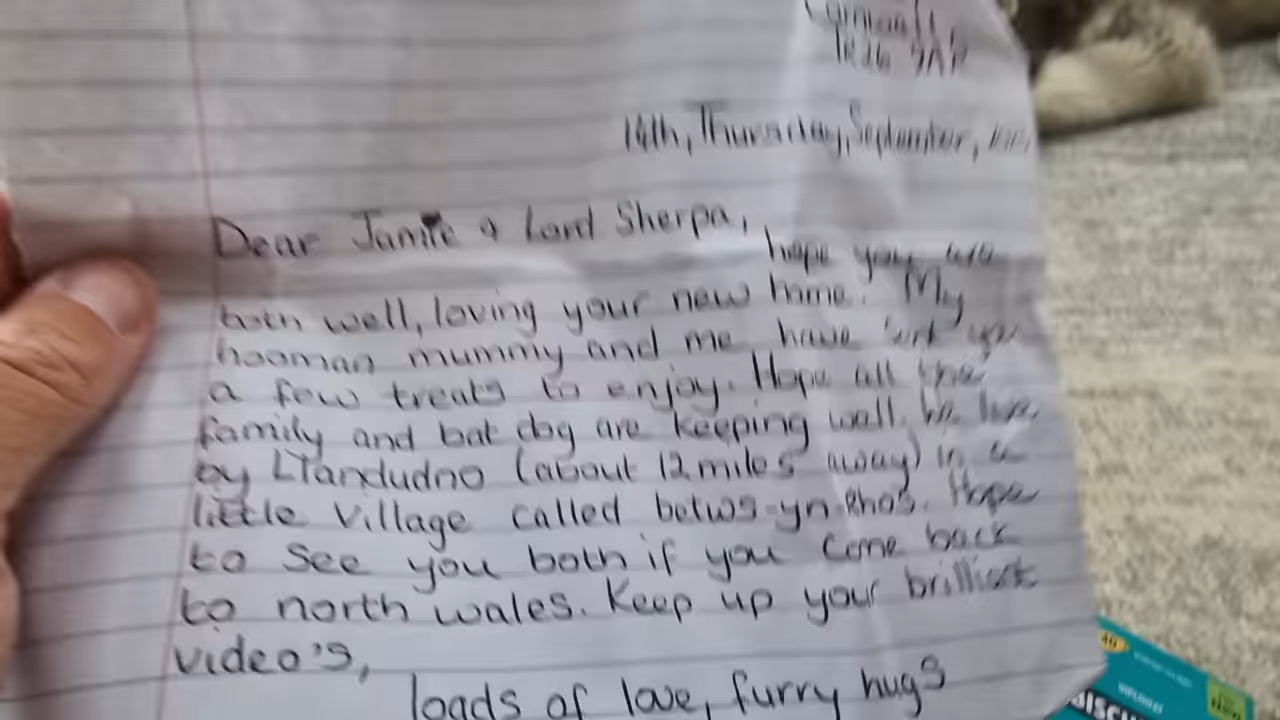 Cornwall
TR26
14th, Thursday, September,
Dear Jamie & Lord Sherpa,
hope you are
both well, loving your new home. My
hooman mummy and me have sent you
a few treats to enjoy. Hope all the
family and bat dog are keeping well. We live
by Llandudno (about 12 miles away) in a
little Village called betws-yn-Rhos. Hope
to see you both if you come back
to north wales. Keep up your brilliant
video's,
loads of love, furry hugs
40